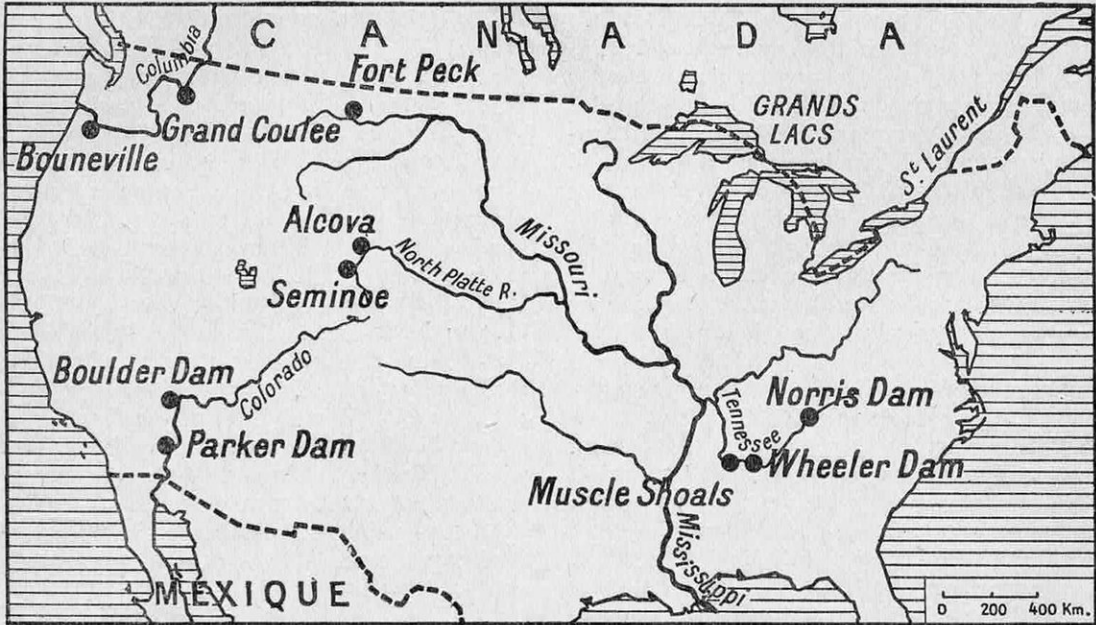 C A N A D A
Columbia
Fort Peck
GRANDS
LACS
Grand Coulee
Bouneville
St Laurent
Alcova
Missouri.
North Platte R.
Seminoe
Boulder Dam
Colorado
Norris Dam
Tennessee
Parker Dam
Wheeler Dam
Muscle Shoals
Mississippi
MEXIQUE
0 200 400 Km.